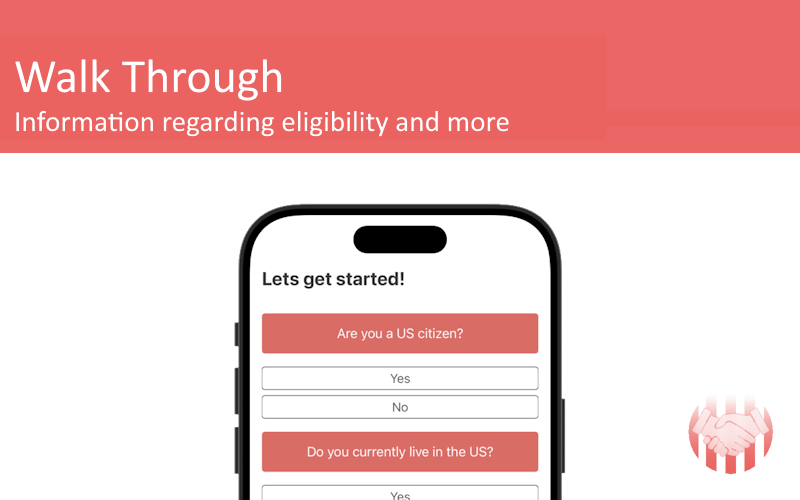 Walk Through
Information regarding eligibility and more
Lets get started!
Are you a US citizen?
Yes
No
Do you currently live in the US?
Yes